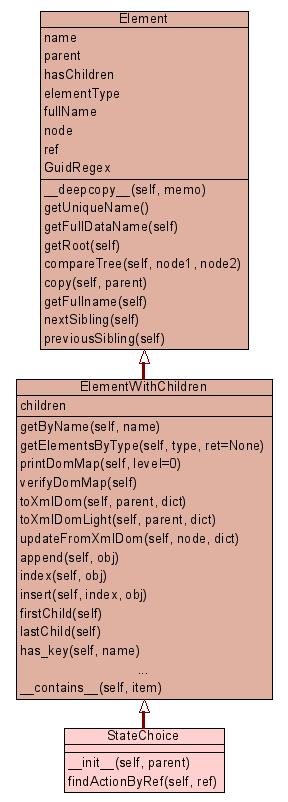 Element
name
parent
hasChildren
elementType
fullName
node
ref
GuidRegex
__deepcopy__(self, memo)
getUniqueName()
getFullDataName(self)
getRoot(self)
compareTree(self, node1, node2)
copy(self, parent)
getFullname(self)
nextSibling(self)
previousSibling(self)
ElementWithChildren
children
getByName(self, name)
getElementsByType(self, type, ret=None)
printDomMap(self, level=0)
verifyDomMap(self)
toXmlDom(self, parent, dict)
toXmlDomLight(self, parent, dict)
updateFromXmlDom(self, node, dict)
append(self, obj)
index(self, obj)
insert(self, index, obj)
firstChild(self)
lastChild(self)
has_key(self, name)
...
__contains__(self, item)
StateChoice
__init__(self, parent)
findActionByRef(self, ref)